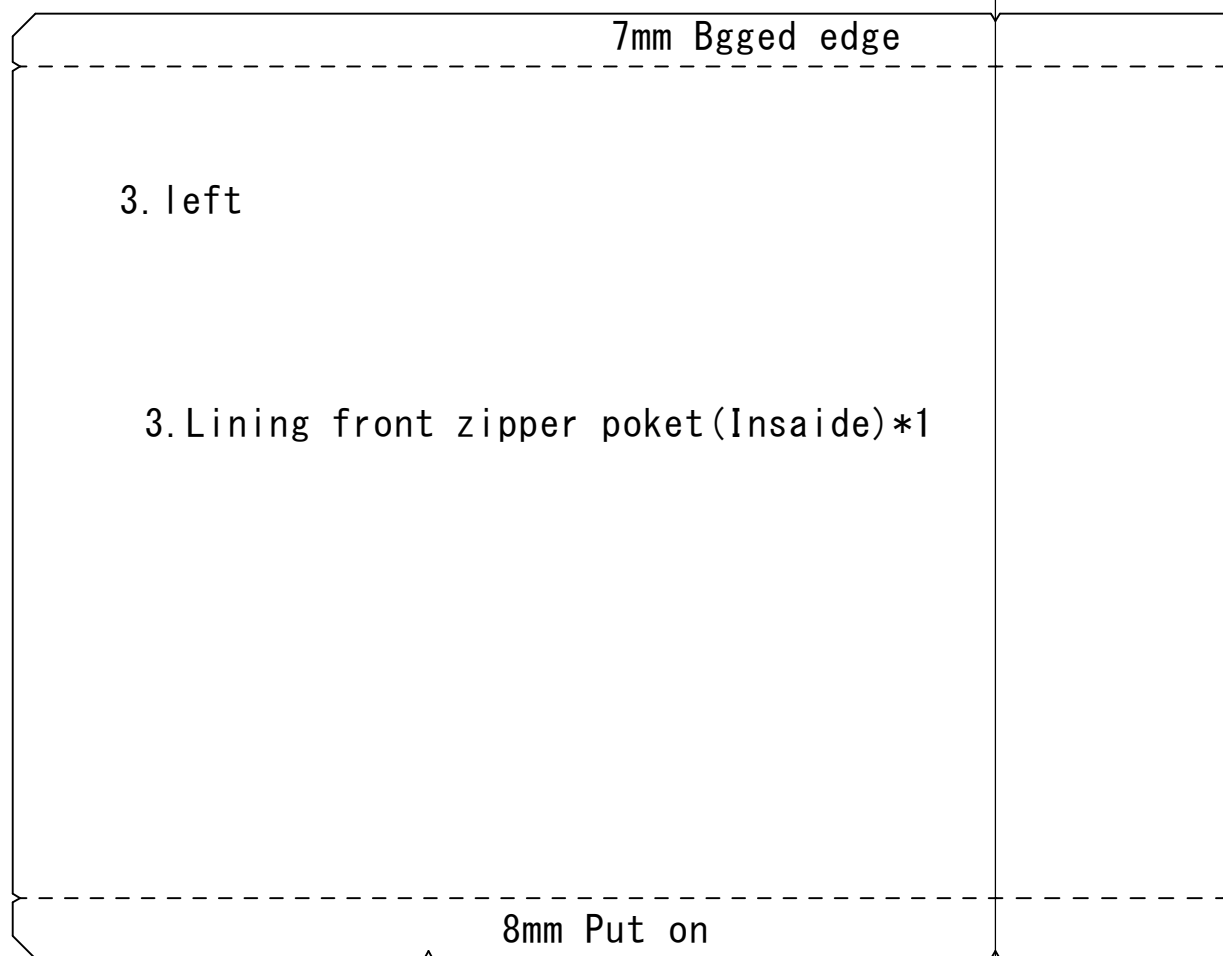 7mm Bgged edge
3.left
3.Lining front zipper poket(Insaide)*1
8mm Put on